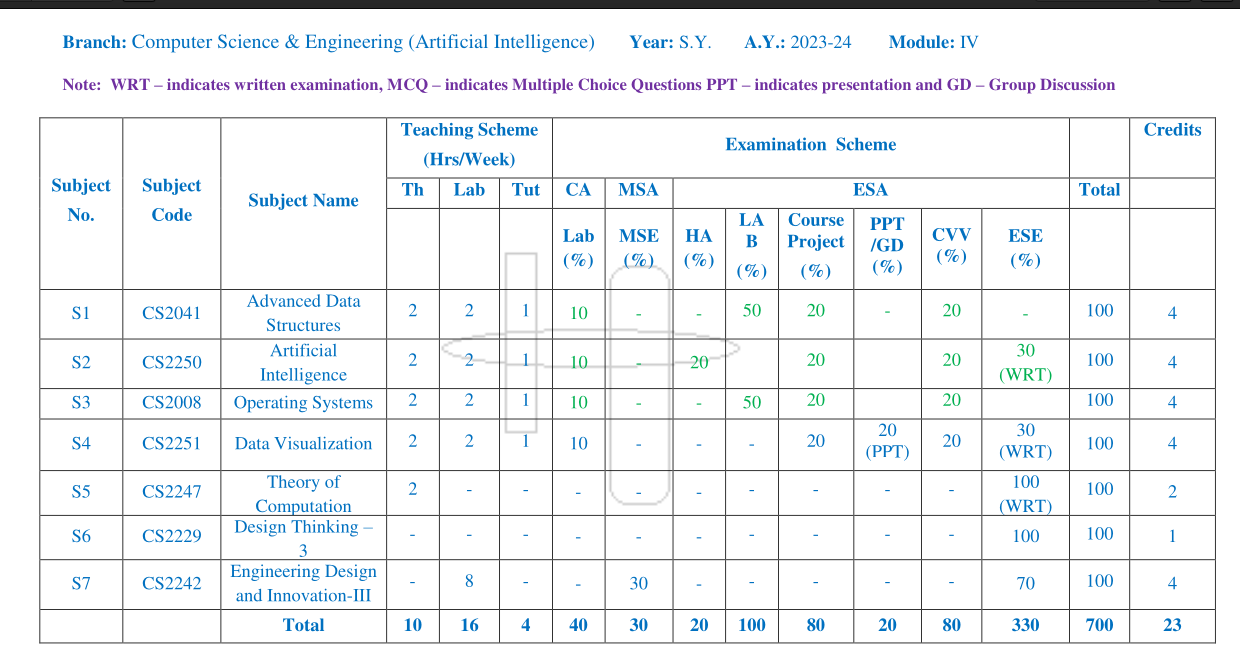 Branch: Computer Science & Engineering (Artificial Intelligence) Year: S.Y. A.Y.: 2023-24 Module: IV
Note: WRT – indicates written examination, MCQ – indicates Multiple Choice Questions PPT – indicates presentation and GD – Group Discussion
Subject No. Subject Code Subject Name Teaching Scheme (Hrs/Week) Examination Scheme Credits
Th Lab Tut CA MSA ESA Total
Lab (%) MSE (%) HA (%) LA B (%) Course Project (%) PPT /GD (%) CVV (%) ESE (%)
S1 CS2041 Advanced Data Structures 2 2 1 10 - - 50 20 - 20 - 100 4
S2 CS2250 Artificial Intelligence 2 2 1 10 - 20 20 20 30 (WRT) 100 4
S3 CS2008 Operating Systems 2 2 1 10 - - 50 20 20 100 4
S4 CS2251 Data Visualization 2 2 1 10 - - - 20 20 (PPT) 20 30 (WRT) 100 4
S5 CS2247 Theory of Computation 2 - - - - - - - - - 100 (WRT) 100 2
S6 CS2229 Design Thinking – 3 - - - - - - - - - - 100 100 1
S7 CS2242 Engineering Design and Innovation-III - 8 - - 30 - - - - - 70 100 4
Total 10 16 4 40 30 20 100 80 20 80 330 700 23